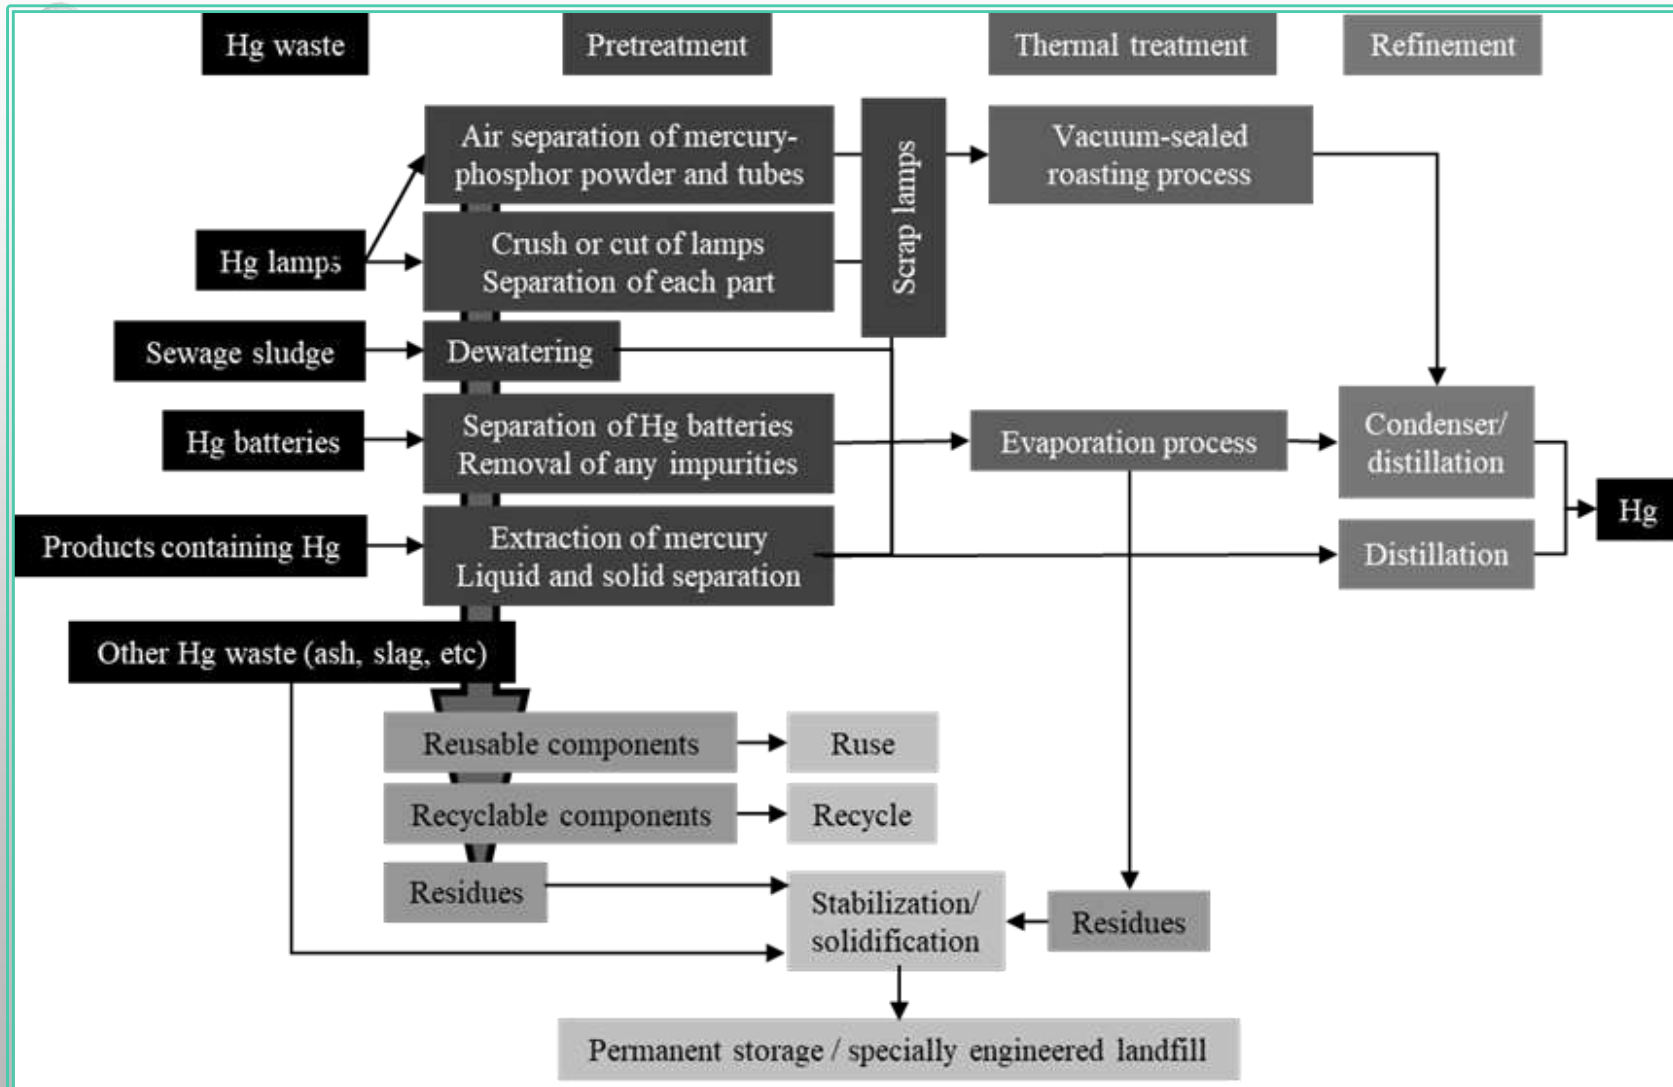 Hg waste
Pretreatment
Thermal treatment
Refinement
Air separation of mercury-
phosphor powder and tubes
Scrap lamps
Vacuum-sealed
roasting process
Hg lamps
Crush or cut of lamps
Separation of each part
Sewage sludge
Dewatering
Hg batteries
Separation of Hg batteries
Removal of any impurities
Evaporation process
Condenser/
distillation
Hg
Products containing Hg
Extraction of mercury
Liquid and solid separation
Distillation
Other Hg waste (ash, slag, etc)
Reusable components
Ruse
Recyclable components
Recycle
Residues
Stabilization/
solidification
Residues
Permanent storage / specially engineered landfill